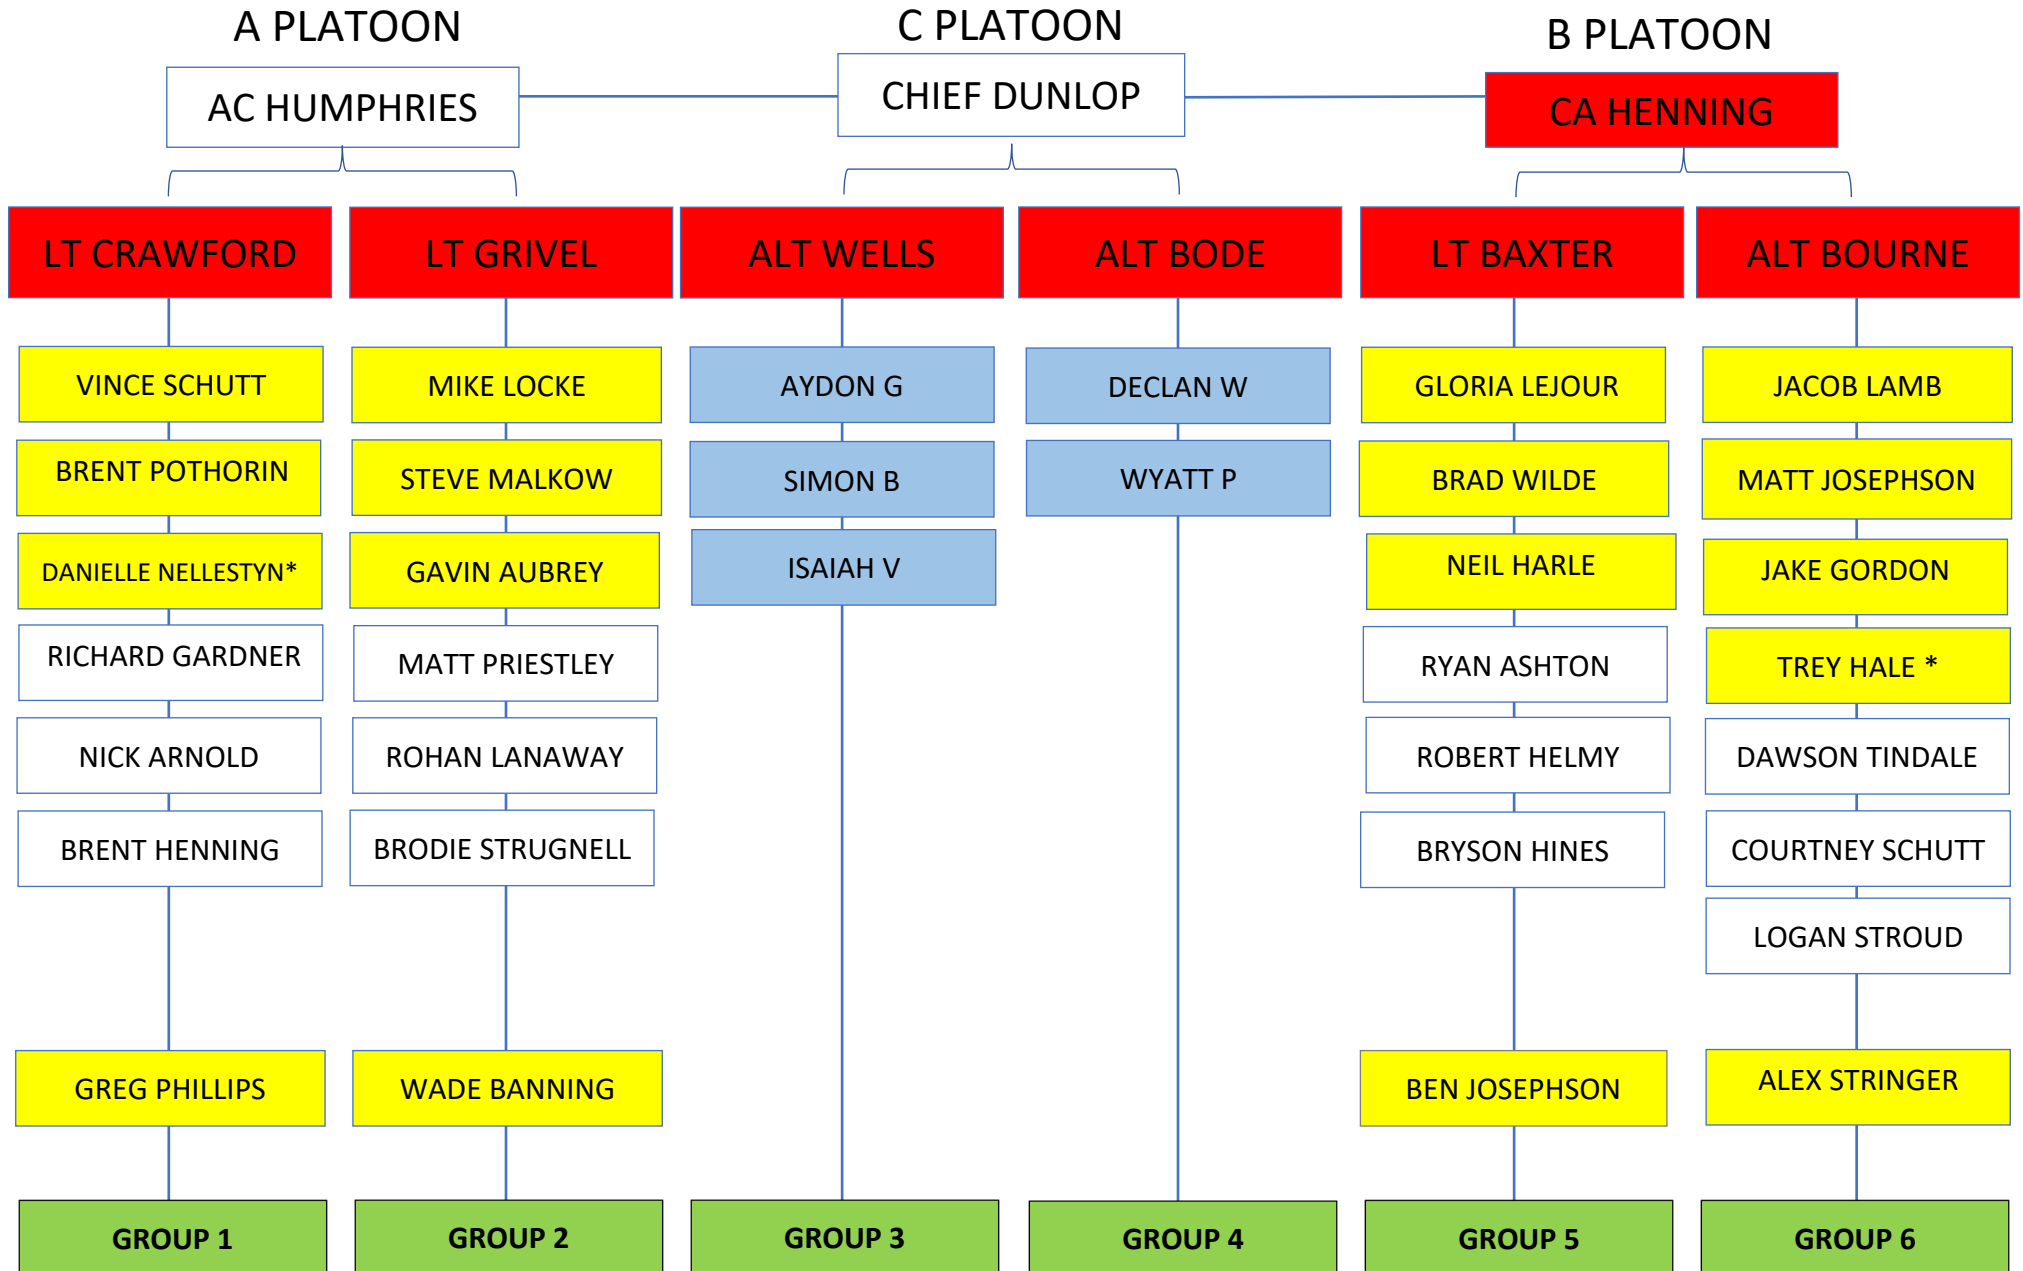 A PLATOON
C PLATOON
B PLATOON
AC HUMPHRIES
CHIEF DUNLOP
CA HENNING
LT CRAWFORD
LT GRIVEL
ALT WELLS
ALT BODE
LT BAXTER
ALT BOURNE
VINCE SCHUTT
MIKE LOCKE
AYDON G
DECLAN W
GLORIA LEJOUR
JACOB LAMB
BRENT POTHORIN
STEVE MALKOW
SIMON B
WYATT P
BRAD WILDE
MATT JOSEPHSON
DANIELLE NELLESTYN*
GAVIN AUBREY
ISAIAH V
NEIL HARLE
JAKE GORDON
RICHARD GARDNER
MATT PRIESTLEY
RYAN ASHTON
TREY HALE *
NICK ARNOLD
ROHAN LANAWAY
ROBERT HELMY
DAWSON TINDALE
BRENT HENNING
BRODIE STRUGNELL
BRYSON HINES
COURTNEY SCHUTT
LOGAN STROUD
GREG PHILLIPS
WADE BANNING
BEN JOSEPHSON
ALEX STRINGER
GROUP 1
GROUP 2
GROUP 3
GROUP 4
GROUP 5
GROUP 6